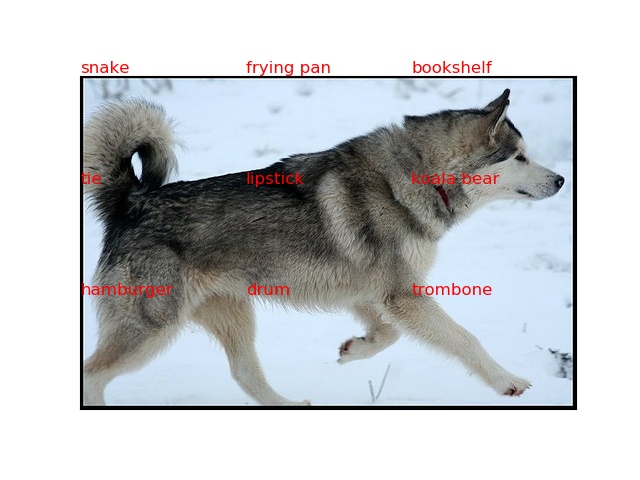 snake frying pan bookshelf
tie lipstick koala bear
hamburger drum trombone